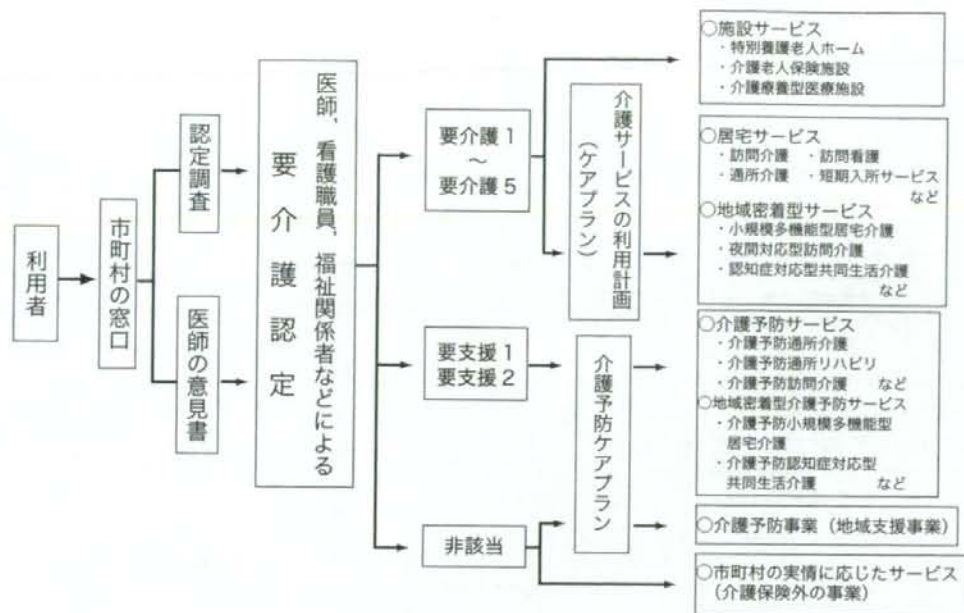 利用者
市町村の窓口
認定調査
医師の意見書
医師、看護職員、福祉関係者などによる
要介護認定
要介護1
～
要介護5
要支援1
要支援2
非該当
介護サービスの利用計画
(ケアプラン)
介護予防ケアプラン
○施設サービス
・特別養護老人ホーム
・介護老人保険施設
・介護療養型医療施設
○居宅サービス
・訪問介護 ・訪問看護
・通所介護 ・短期入所サービス
など
○地域密着型サービス
・小規模多機能型居宅介護
・夜間対応型訪問介護
・認知症対応型共同生活介護
など
○介護予防サービス
・介護予防通所介護
・介護予防通所リハビリ
・介護予防訪問介護 など
○地域密着型介護予防サービス
・介護予防小規模多機能型
居宅介護
・介護予防認知症対応型
共同生活介護 など
○介護予防事業（地域支援事業）
○市町村の実情に応じたサービス
（介護保険外の事業）